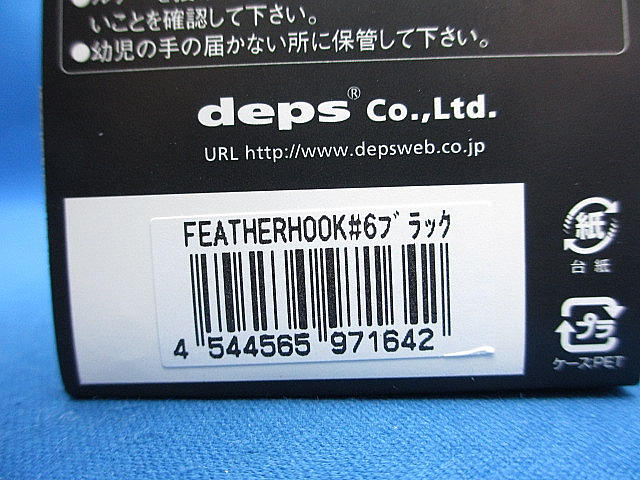 いことを確認して下さい。
●幼児の手の届かない所に保管して下さい。
deps® Co.,Ltd.
URL http://www.depsweb.co.jp
FEATHERHOOK#6ブラック
4 544565 971642
紙
台紙
プラ
ケースPET